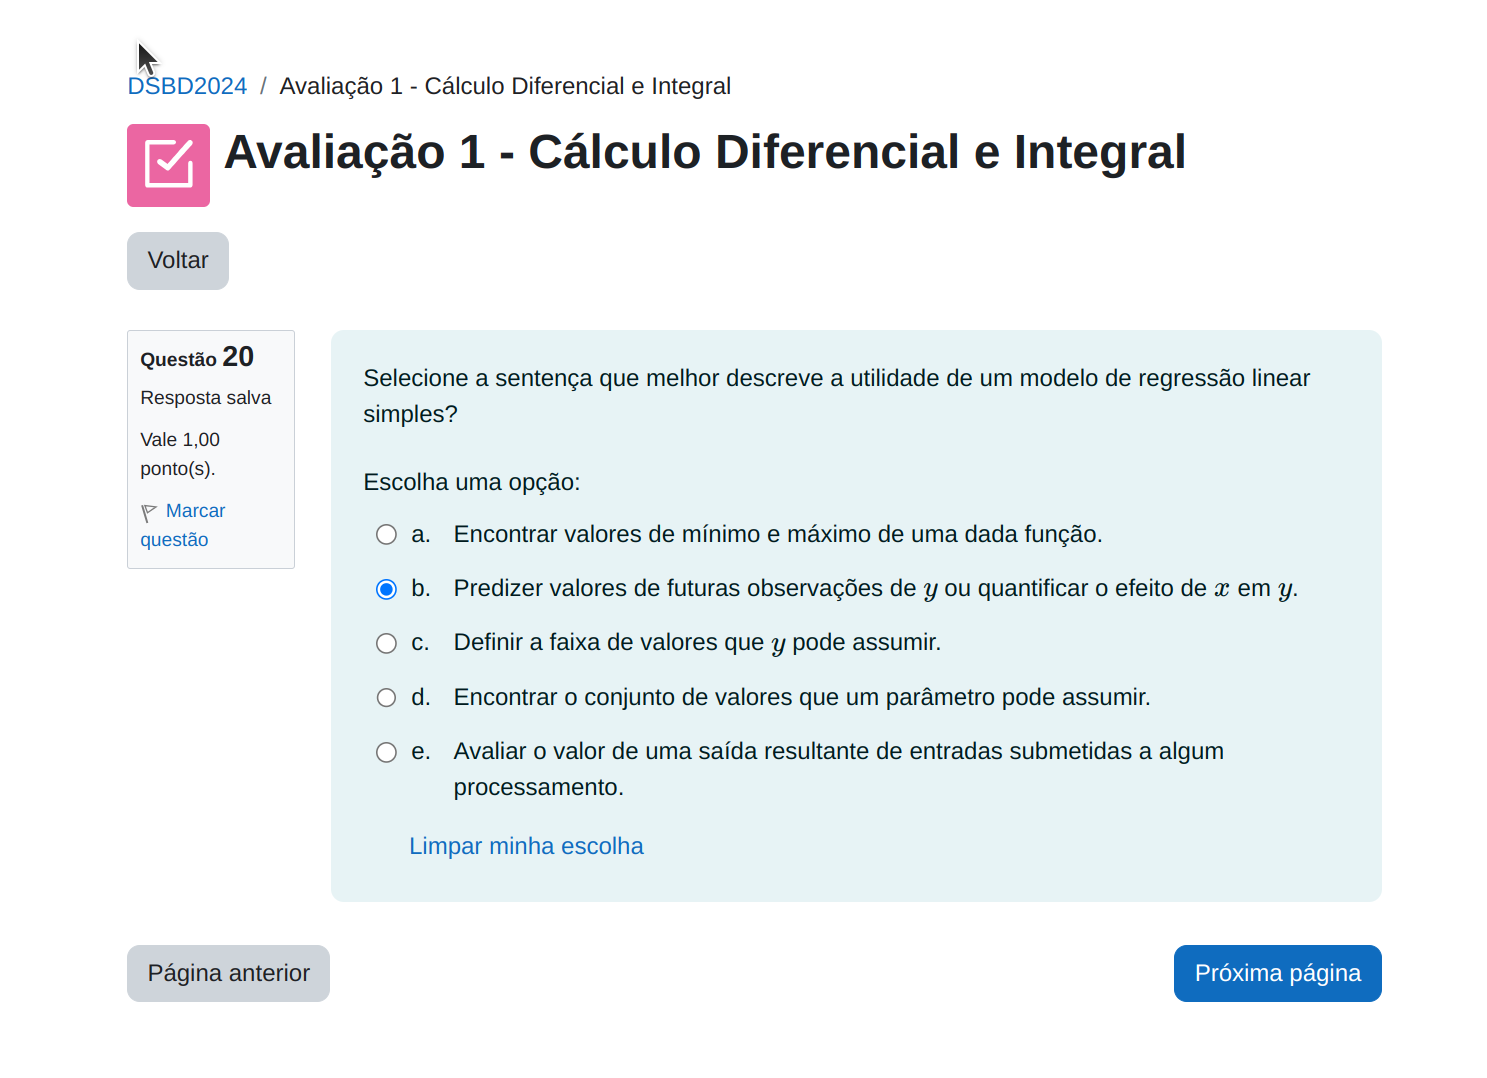 DSBD2024 / Avaliação 1 - Cálculo Diferencial e Integral
Avaliação 1 - Cálculo Diferencial e Integral
Voltar
Questão 20
Resposta salva
Vale 1,00
ponto(s).
Marcar
questão
Selecione a sentença que melhor descreve a utilidade de um modelo de regressão linear
simples?
Escolha uma opção:
a. Encontrar valores de mínimo e máximo de uma dada função.
b. Predizer valores de futuras observações de y ou quantificar o efeito de x em y.
c. Definir a faixa de valores que y pode assumir.
d. Encontrar o conjunto de valores que um parâmetro pode assumir.
e. Avaliar o valor de uma saída resultante de entradas submetidas a algum
processamento.
Limpar minha escolha
Página anterior
Próxima página